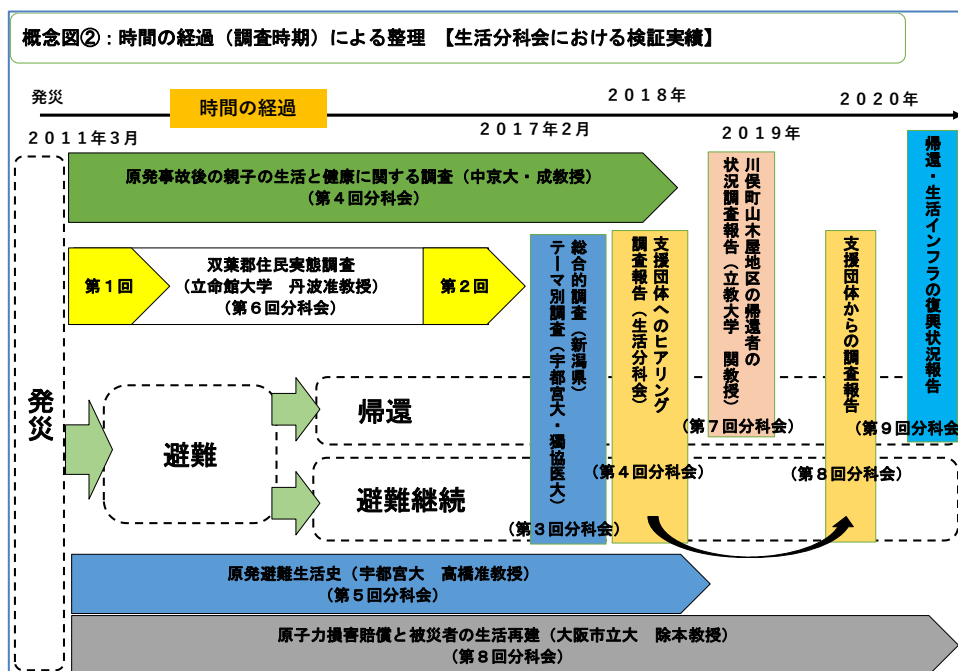 概念図②：時間の経過（調査時期）による整理　【生活分科会における検証実績】
発災
時間の経過
２０１８年
２０２０年
２０１１年３月
２０１７年２月
２０１９年
原発事故後の親子の生活と健康に関する調査（中京大・成教授）
（第４回分科会）
第１回
双葉郡住民実態調査
（立命館大学　丹波准教授）
（第６回分科会）
第２回
総合的調査（新潟県）
テーマ別調査（宇都宮大・獨協医大）
（第３回分科会）
支援団体へのヒアリング
調査報告（生活分科会）
（第４回分科会）
川俣町山木屋地区の帰還者の
状況調査報告（立教大学　関教授）
（第７回分科会）
支援団体からの調査報告
（第８回分科会）
帰還・生活インフラの復興状況報告
（第９回分科会）
発災
避難
帰還
避難継続
原発避難生活史（宇都宮大　髙橋准教授）
（第５回分科会）
原子力損害賠償と被災者の生活再建（大阪市立大　除本教授）
（第８回分科会）